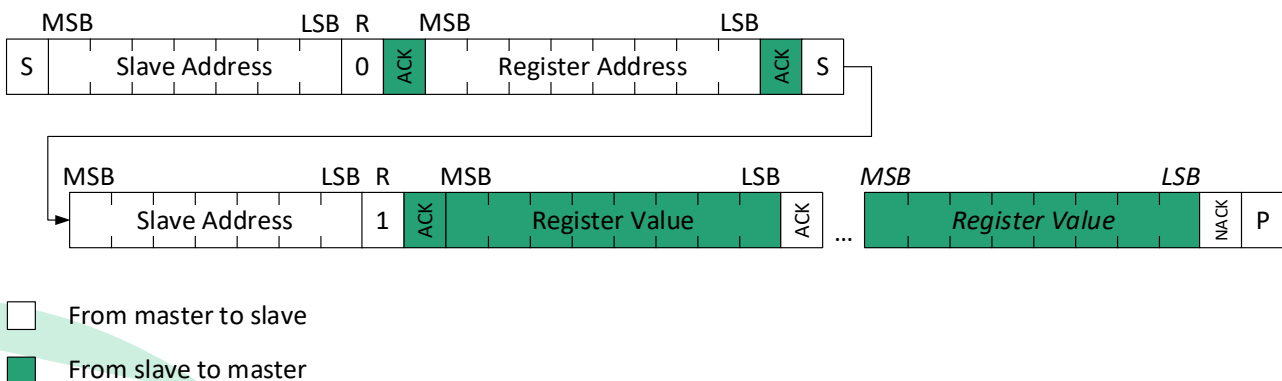 MSB LSB R MSB LSB
S Slave Address 0 ACK Register Address ACK S
MSB LSB R MSB LSB MSB LSB
Slave Address 1 ACK Register Value ACK ... Register Value NACK P
From master to slave
From slave to master